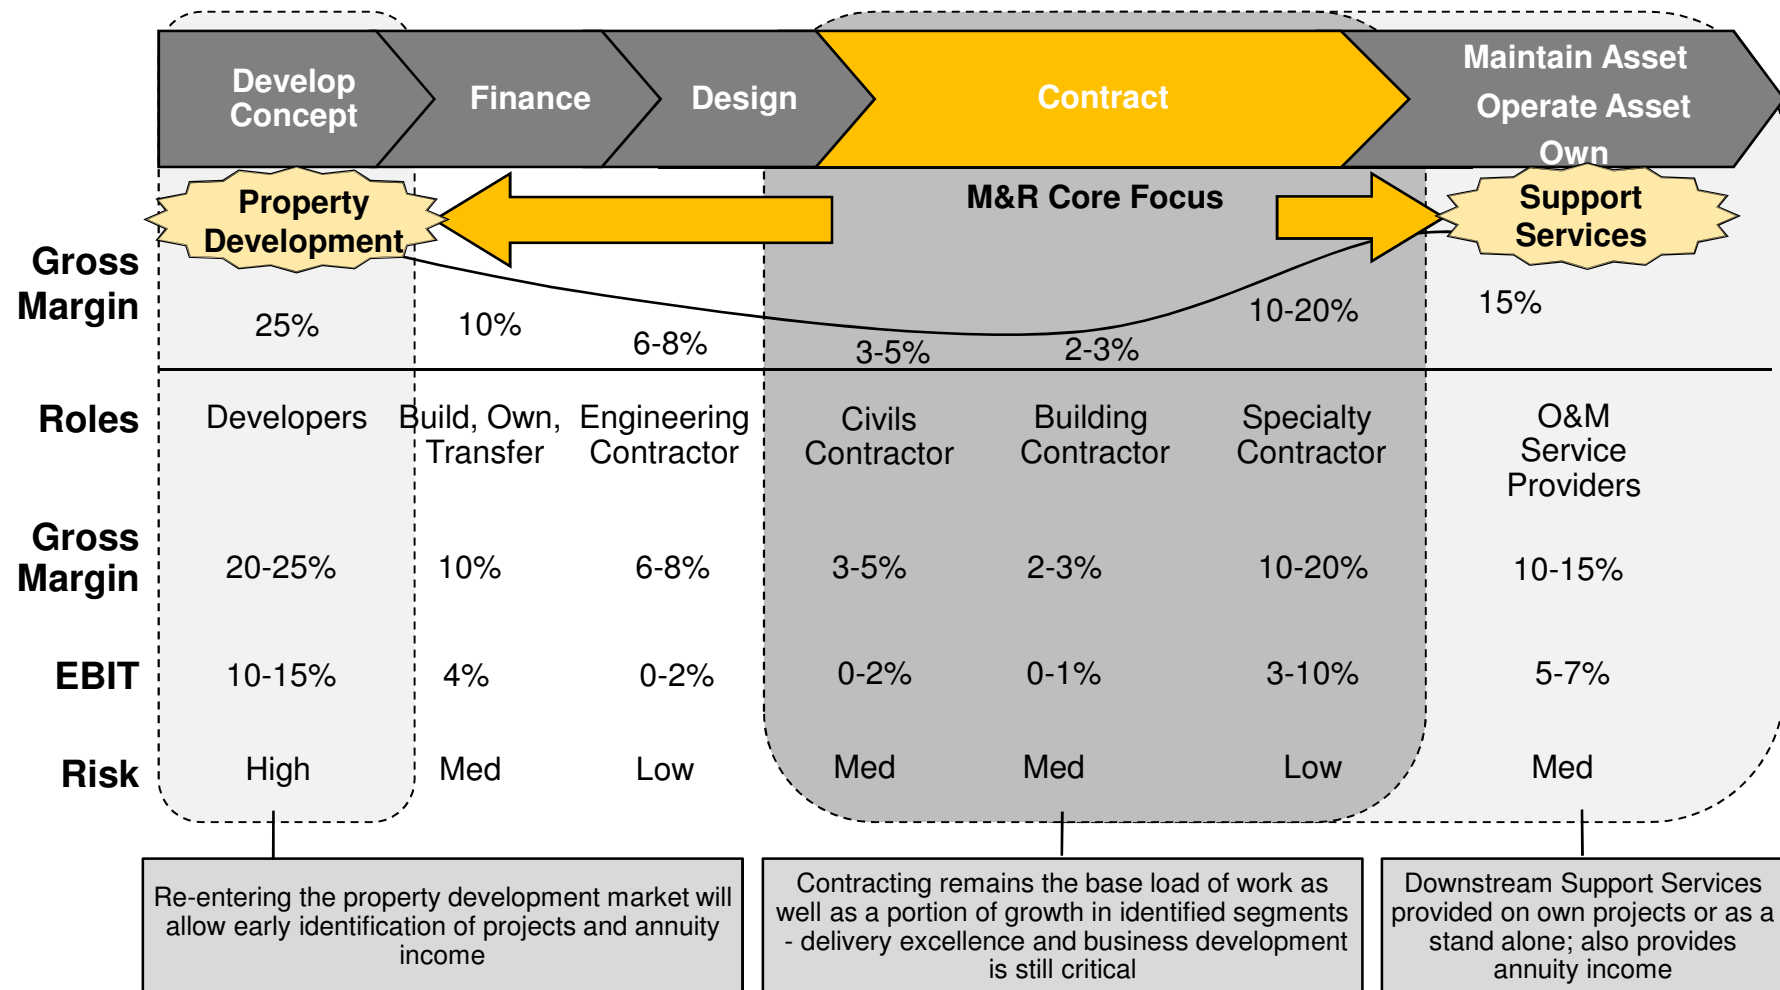 Develop
Concept
Finance
Design
Contract
Maintain Asset
Operate Asset
Own
Property
Development
M&R Core Focus
Support
Services
Gross
Margin
25%
10%
6-8%
3-5%
2-3%
10-20%
15%
Roles
Developers
Build, Own,
Transfer
Engineering
Contractor
Civils
Contractor
Building
Contractor
Specialty
Contractor
O&M
Service
Providers
Gross
Margin
20-25%
10%
6-8%
3-5%
2-3%
10-20%
10-15%
EBIT
10-15%
4%
0-2%
0-2%
0-1%
3-10%
5-7%
Risk
High
Med
Low
Med
Med
Low
Med
Re-entering the property development market will
allow early identification of projects and annuity
income
Contracting remains the base load of work as
well as a portion of growth in identified segments
- delivery excellence and business development
is still critical
Downstream Support Services
provided on own projects or as a
stand alone; also provides
annuity income